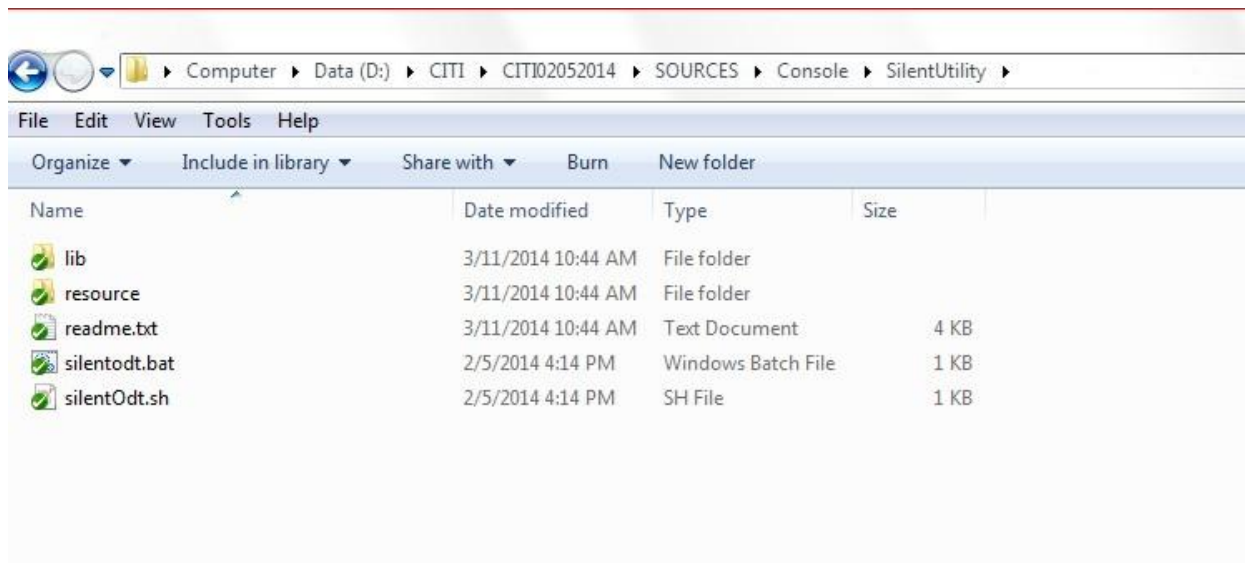 Computer Data (D:) CITI CITI02052014 SOURCES Console SilentUtility
File Edit View Tools Help
Organize Include in library Share with Burn New folder
Name Date modified Type Size
lib 3/11/2014 10:44 AM File folder
resource 3/11/2014 10:44 AM File folder
readme.txt 3/11/2014 10:44 AM Text Document 4 KB
silentodt.bat 2/5/2014 4:14 PM Windows Batch File 1 KB
silentOdt.sh 2/5/2014 4:14 PM SH File 1 KB